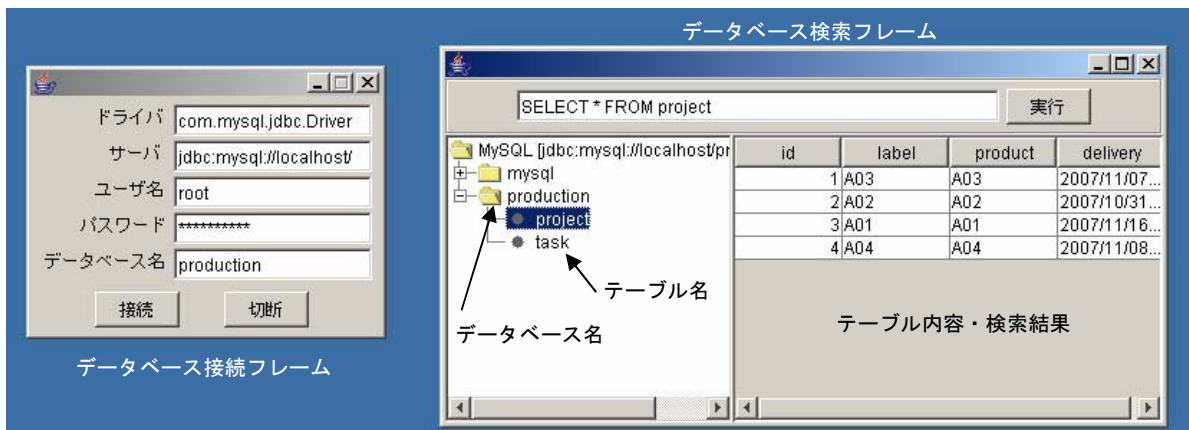 データベース検索フレーム
ドライバ com.mysql.jdbc.Driver
サーバ jdbc:mysql://localhost/
ユーザ名 root
パスワード **********
データベース名 production
接続 切断
データベース接続フレーム
SELECT * FROM project 実行
MySQL [jdbc:mysql://localhost/pr
mysql
production
project
task
テーブル名
データベース名
id label product delivery
1 A03 A03 2007/11/07...
2 A02 A02 2007/10/31...
3 A01 A01 2007/11/16...
4 A04 A04 2007/11/08...
テーブル内容・検索結果